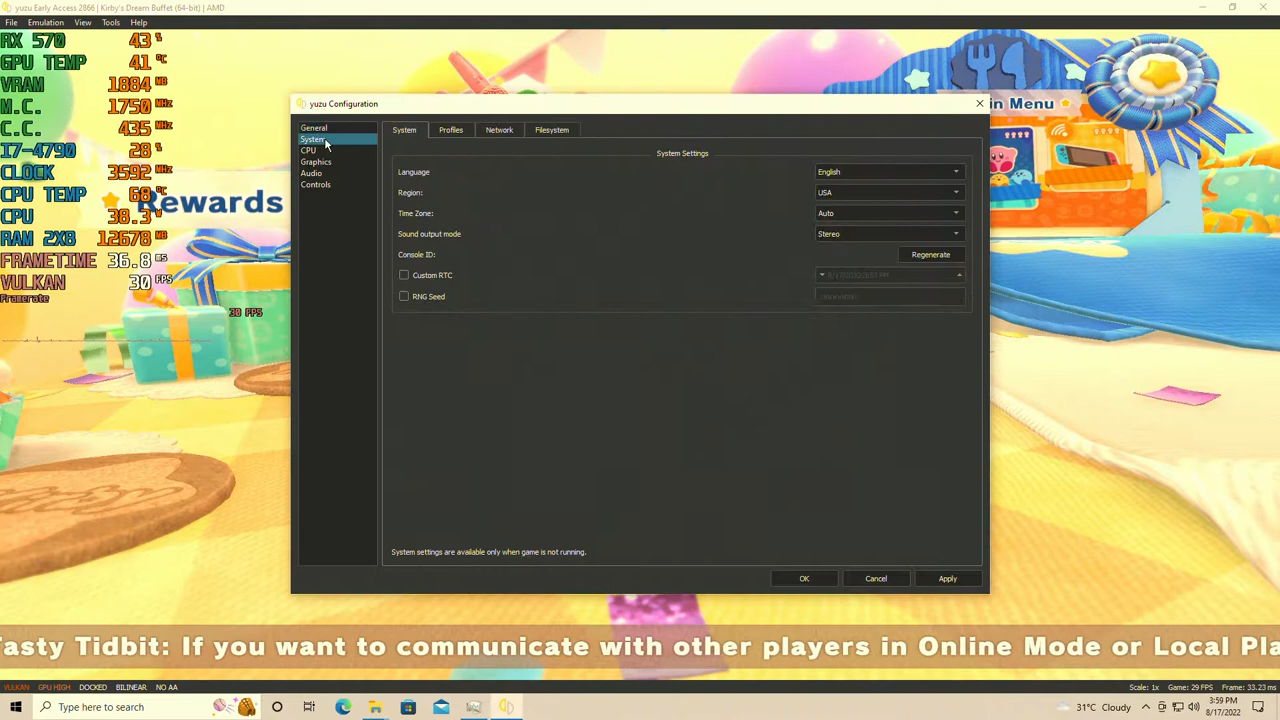 yuzu Early Access 2866 | Kirby's Dream Buffet (64-bit) | AMD
File Emulation View Tools Help
RX 570 43 %
GPU TEMP 41 °C
VRAM 1884 MB
M.C. 1750 MHz
C.C. 435 MHz
I7-4790 28 %
CLOCK 3592 MHz
CPU TEMP 68 °C
CPU 38.3 W
RAM 2X8 12678 MB
FRAMETIME 36.8 ms
VULKAN 30 FPS
Framerate
30 FPS
Rewards
in Menu
yuzu Configuration
General
System
CPU
Graphics
Audio
Controls
System Profiles Network Filesystem
System Settings
Language English
Region: USA
Time Zone: Auto
Sound output mode Stereo
Console ID: Regenerate
Custom RTC
RNG Seed
System settings are available only when game is not running.
OK Cancel Apply
Tasty Tidbit: If you want to communicate with other players in Online Mode or Local Pla
VULKAN GPU HIGH DOCKED BILINEAR NO AA Scale: 1x Game: 29 FPS Frame: 33.23 ms
Type here to search 31°C Cloudy 3:59 PM
8/17/2022